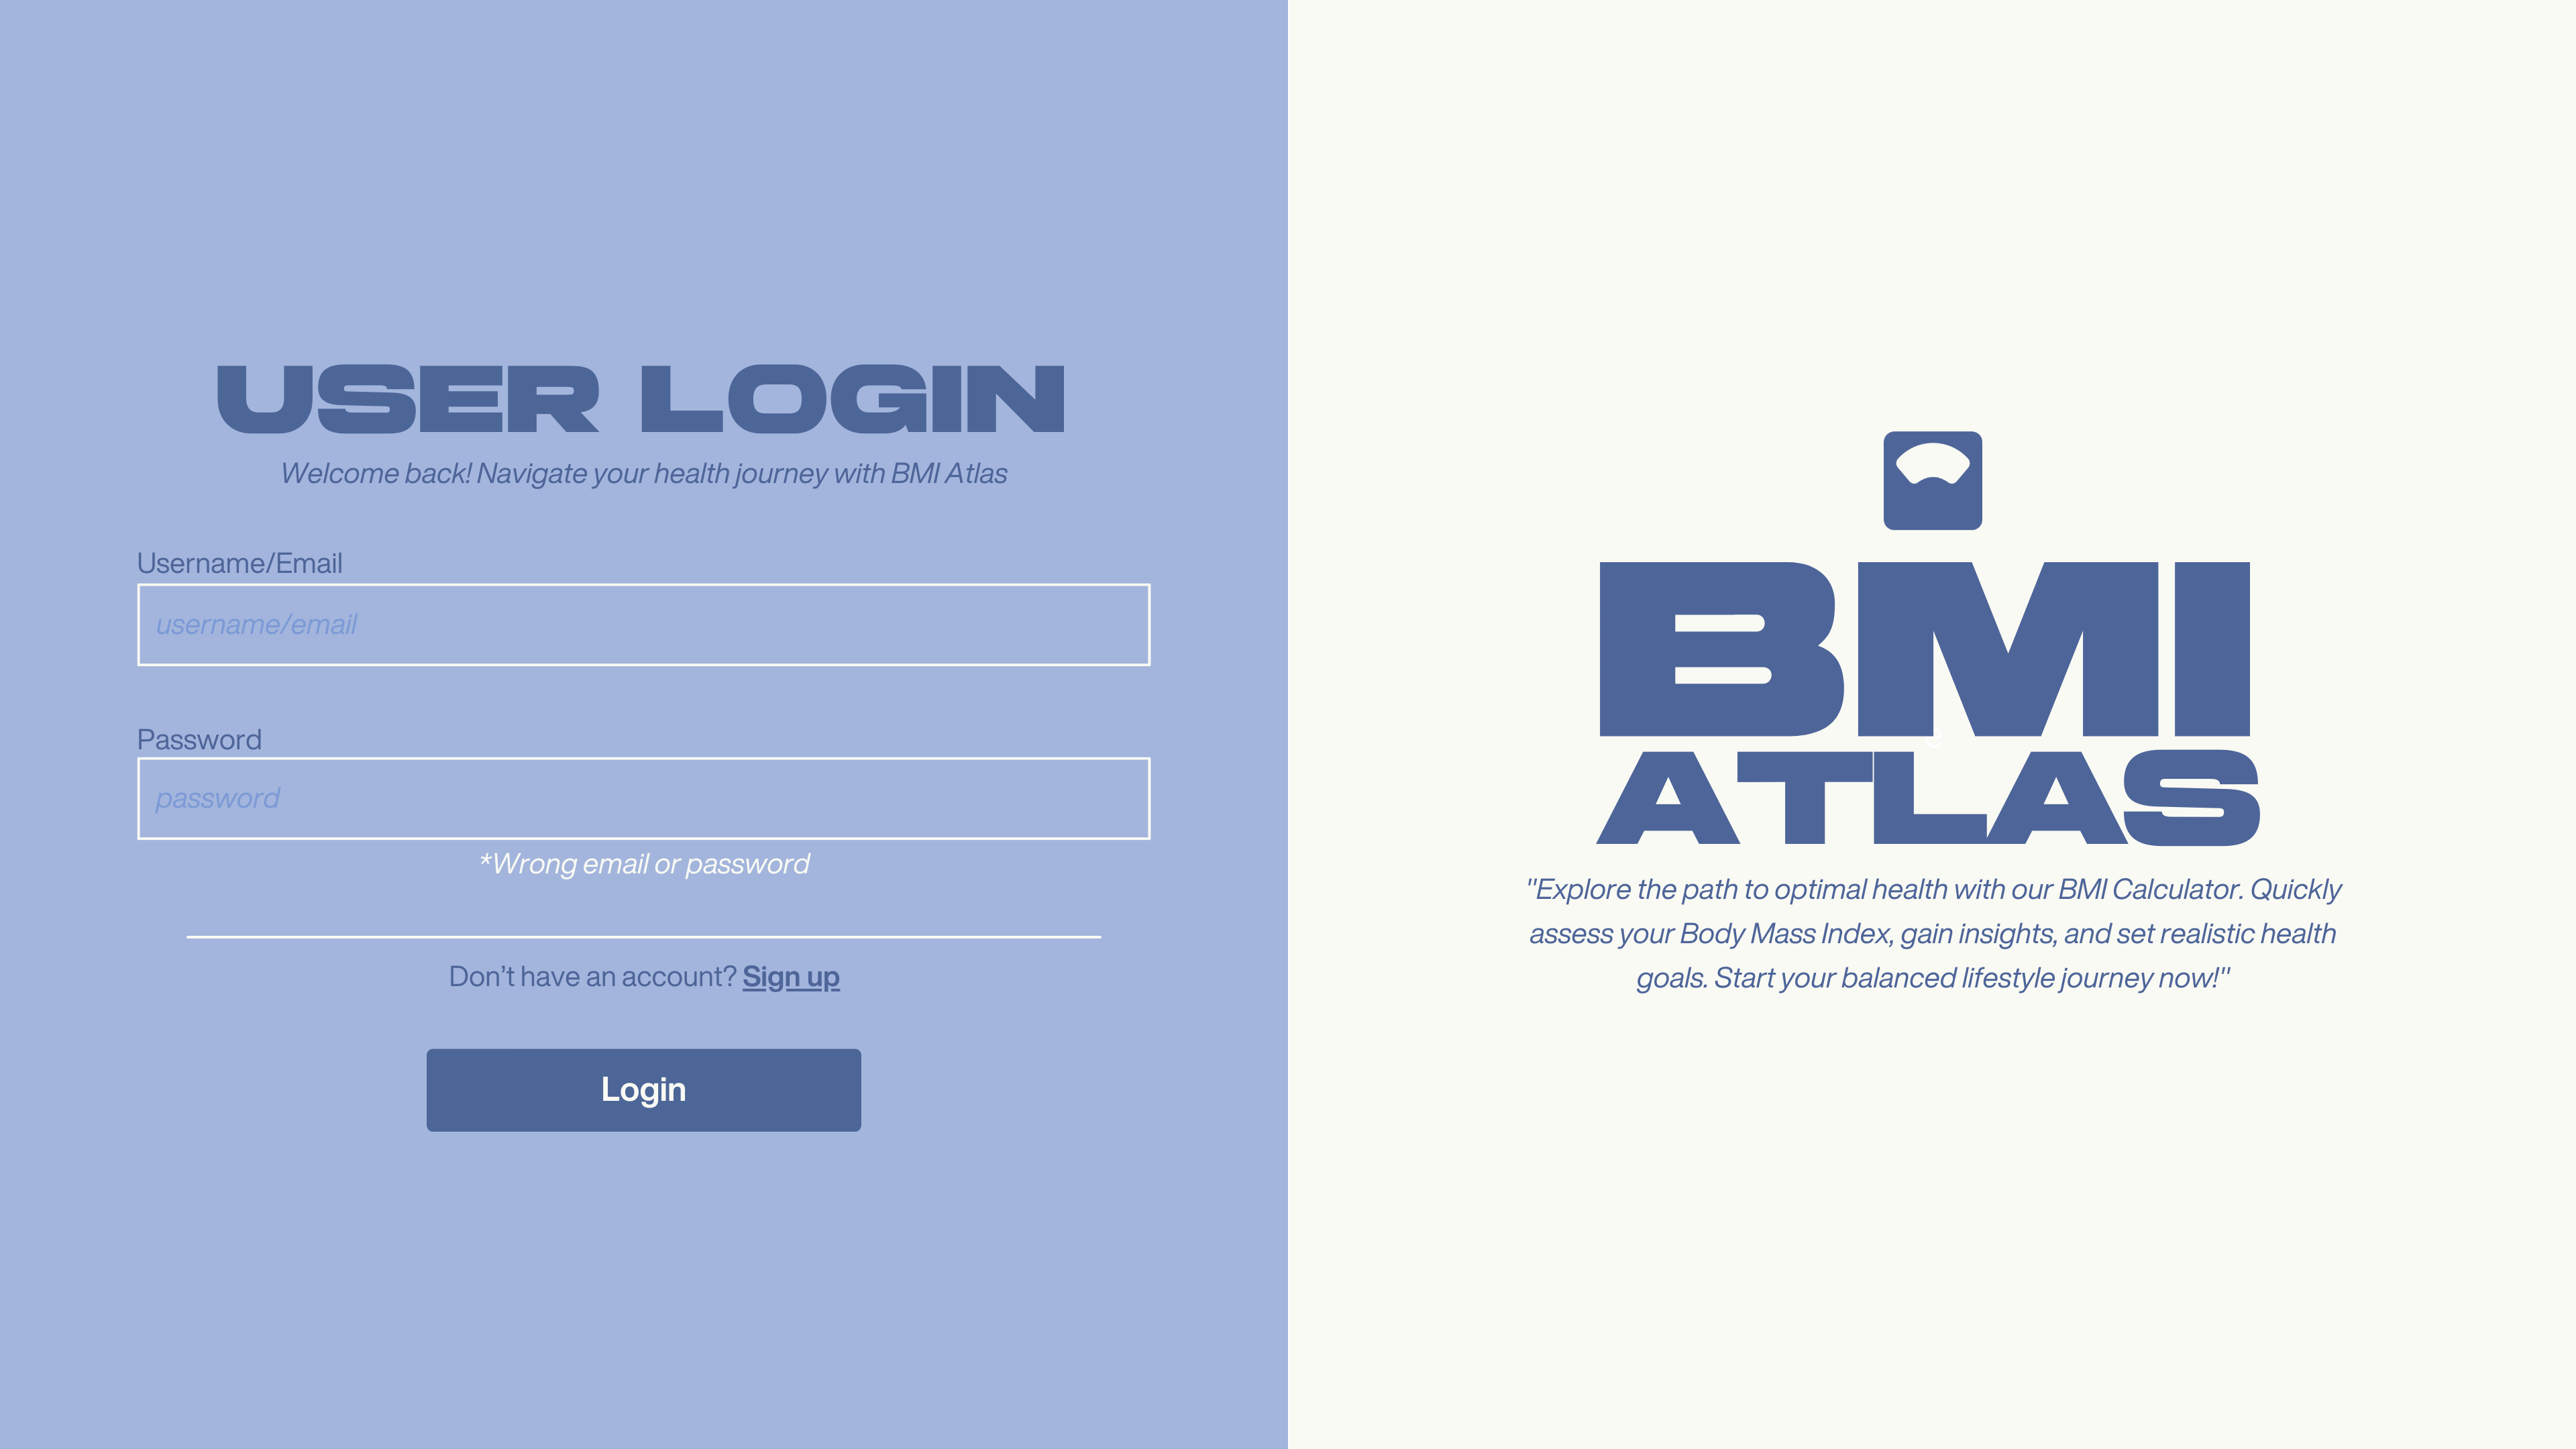 USER LOGIN
Welcome back! Navigate your health journey with BMI Atlas
Username/Email
username/email
Password
password
*Wrong email or password
Don’t have an account? Sign up
Login
BMI
ATLAS
"Explore the path to optimal health with our BMI Calculator. Quickly
assess your Body Mass Index, gain insights, and set realistic health
goals. Start your balanced lifestyle journey now!"